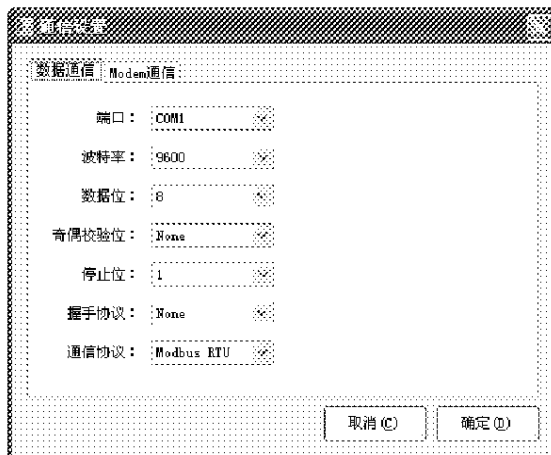 通信设置
数据通信 Modem通信
端口： COM1
波特率： 9600
数据位： 8
奇偶校验位： None
停止位： 1
握手协议： None
通信协议： Modbus RTU
取消(C) 确定(D)